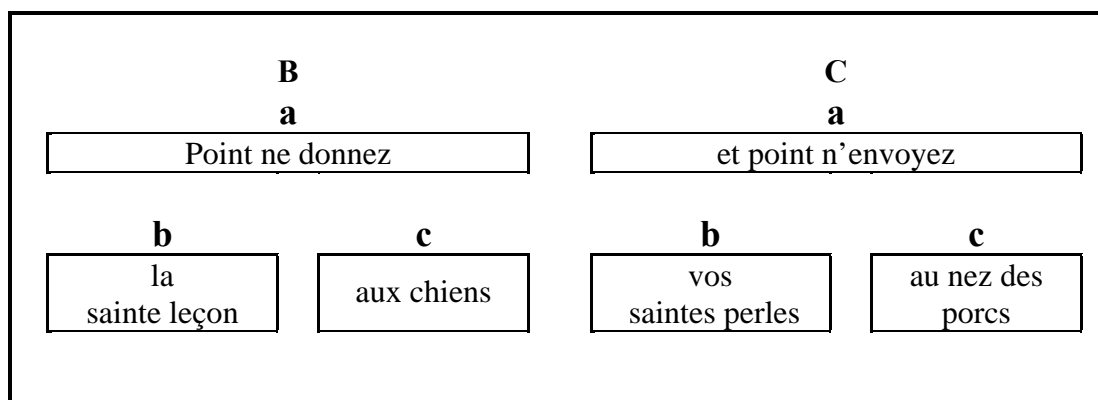 B
a
Point ne donnez
b
la
sainte leçon
c
aux chiens
C
a
et point n’envoyez
b
vos
saintes perles
c
au nez des
porcs